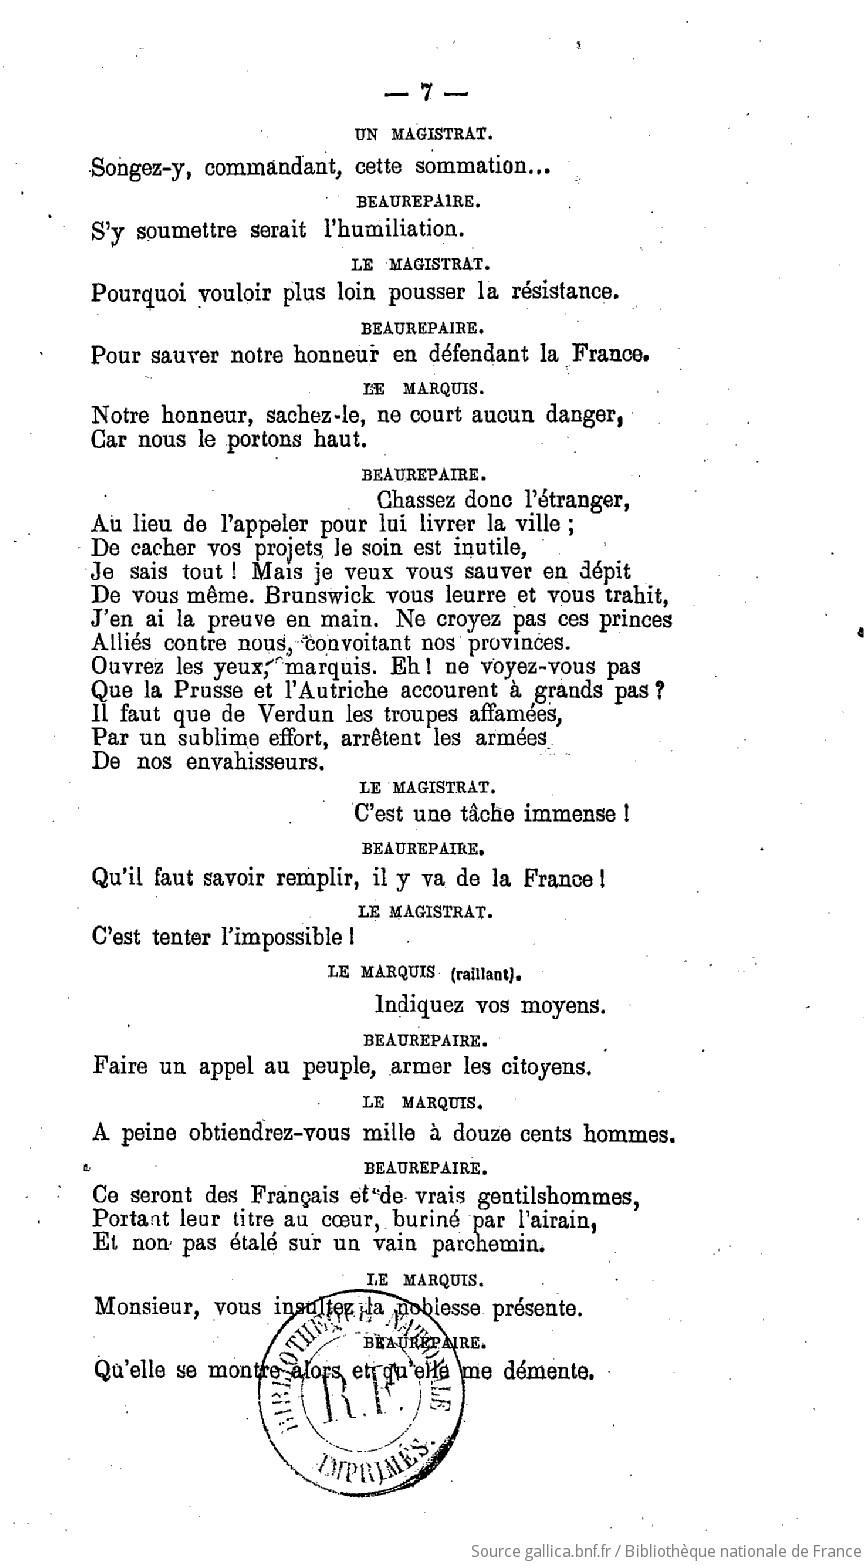 — 7 —
UN MAGISTRAT.
Songez-y, commandant, cette sommation...
BEAUREPAIRE.
S'y soumettre serait l'humiliation.
LE MAGISTRAT.
Pourquoi vouloir plus loin pousser la résistance.
BEAUREPAIRE.
Pour sauver notre honneur en défendant la France.
LE MARQUIS.
Notre honneur, sachez-le, ne court aucun danger,
Car nous le portons haut.
BEAUREPAIRE.
Chassez donc l'étranger,
Au lieu de l'appeler pour lui livrer la ville ;
De cacher vos projets le soin est inutile,
Je sais tout ! Mais je veux vous sauver en dépit
De vous même. Brunswick vous leurre et vous trahit,
J'en ai la preuve en main. Ne croyez pas ces princes
Alliés contre nous, convoitant nos provinces.
Ouvrez les yeux, marquis. Eh ! ne voyez-vous pas
Que la Prusse et l'Autriche accourent à grands pas ?
Il faut que de Verdun les troupes affamées,
Par un sublime effort, arrêtent les armées
De nos envahisseurs.
LE MAGISTRAT.
C'est une tâche immense !
BEAUREPAIRE.
Qu'il faut savoir remplir, il y va de la France !
LE MAGISTRAT.
C'est tenter l'impossible !
LE MARQUIS (raillant).
Indiquez vos moyens.
BEAUREPAIRE.
Faire un appel au peuple, armer les citoyens.
LE MARQUIS.
A peine obtiendrez-vous mille à douze cents hommes.
BEAUREPAIRE.
Ce seront des Français et de vrais gentilshommes,
Portant leur titre au cœur, buriné par l'airain,
Et non pas étalé sur un vain parchemin.
LE MARQUIS.
Monsieur, vous insultez la noblesse présente.
BEAUREPAIRE.
Qu'elle se montre alors et qu'elle me démente.
BIBLIOTHÈQUE NATIONALE
R.F.
IMPRIMÉS.
Source gallica.bnf.fr / Bibliothèque nationale de France